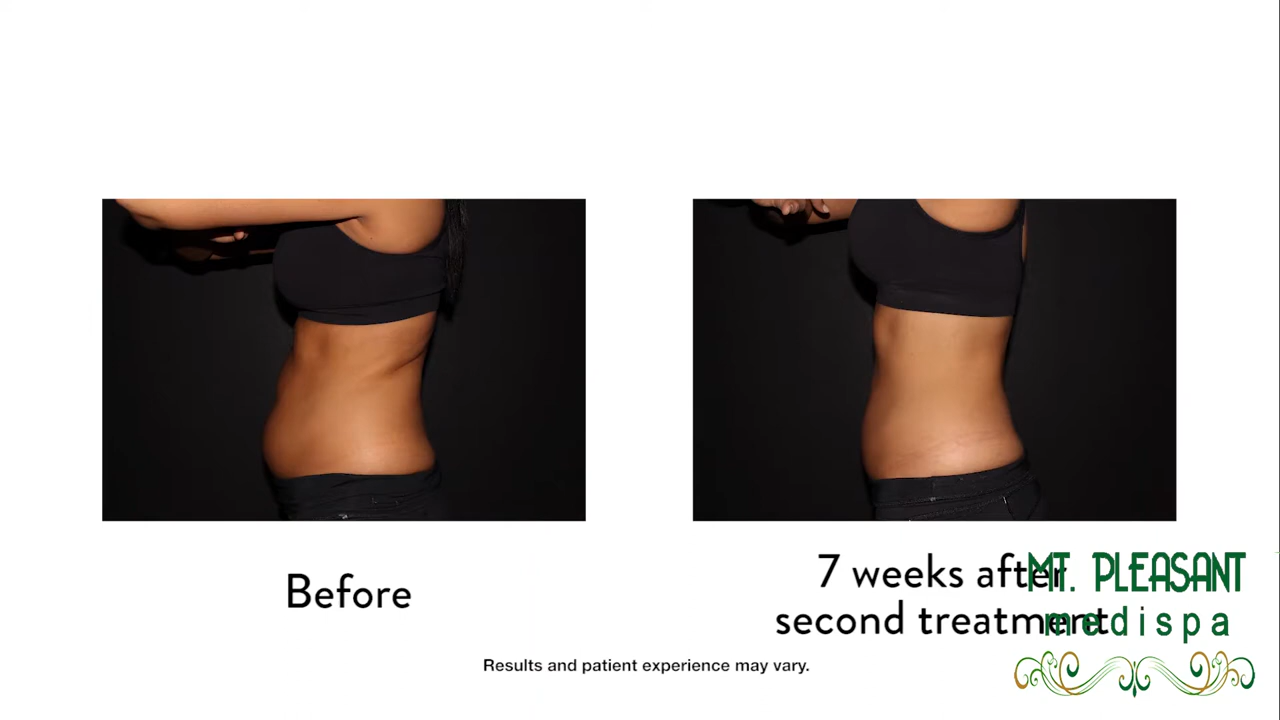 Before
7 weeks after
second treatment
MT. PLEASANT
medispa
Results and patient experience may vary.